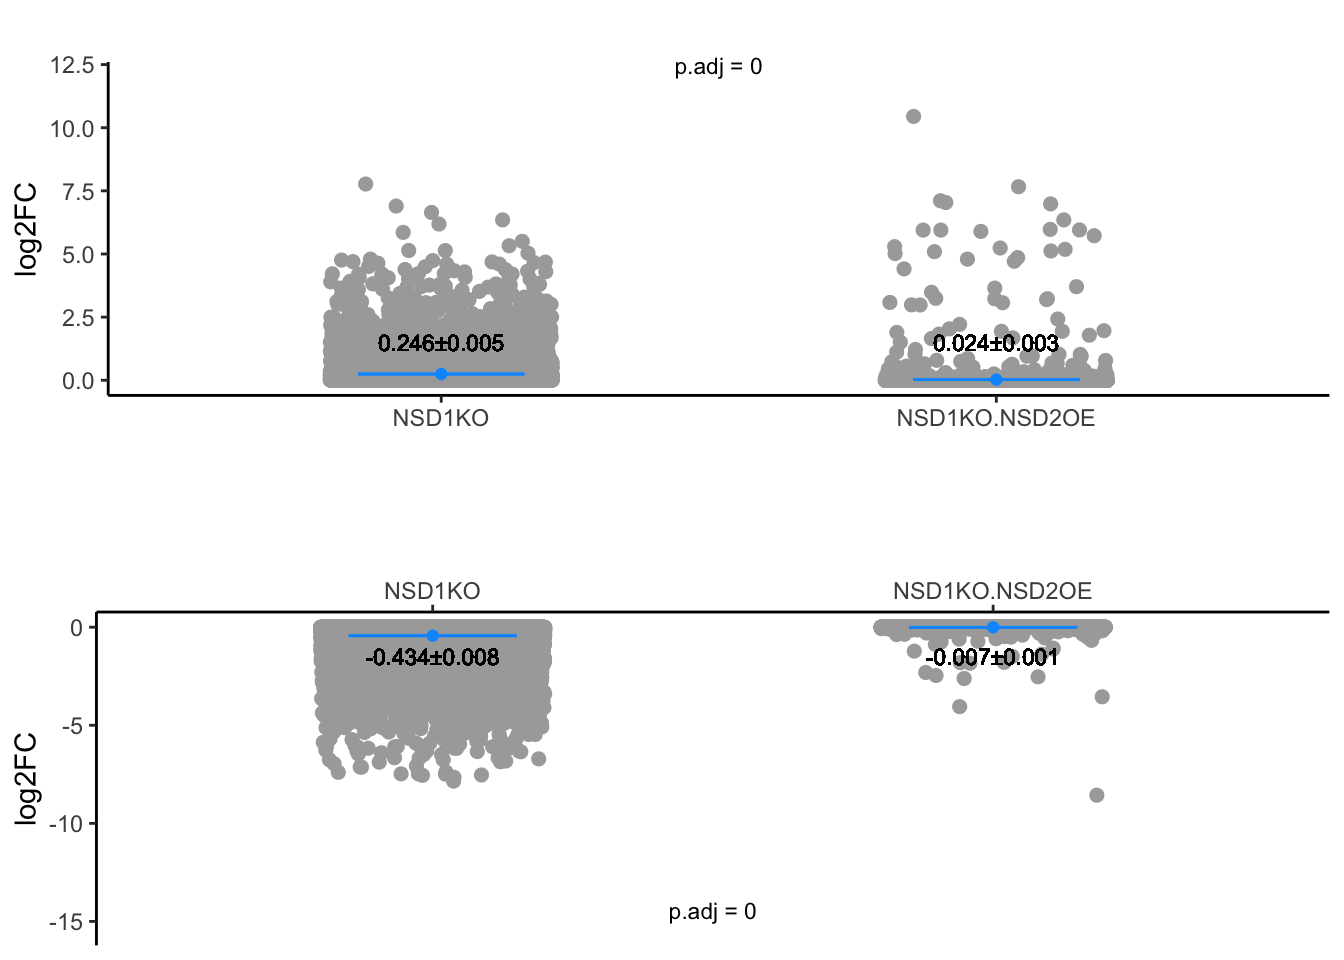 p.adj = 0
12.5
10.0
7.5
5.0
2.5
0.0
log2FC
0.246±0.005
0.024±0.003
NSD1KO
NSD1KO.NSD2OE
NSD1KO
NSD1KO.NSD2OE
0
-5
-10
-15
log2FC
-0.434±0.008
-0.007±0.001
p.adj = 0